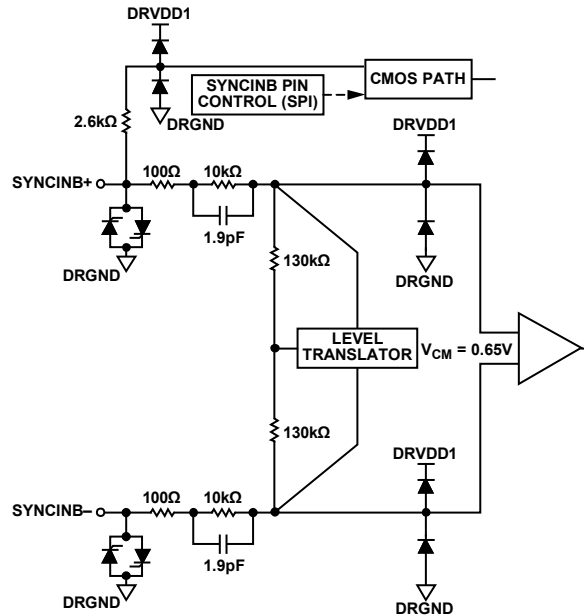 DRVDD1
SYNCINB PIN
CONTROL (SPI)
CMOS PATH
2.6kΩ
DRGND
DRVDD1
SYNCINB+
100Ω
10kΩ
1.9pF
DRGND
130kΩ
DRGND
LEVEL
TRANSLATOR
VCM = 0.65V
130kΩ
DRVDD1
SYNCINB–
100Ω
10kΩ
1.9pF
DRGND
DRGND